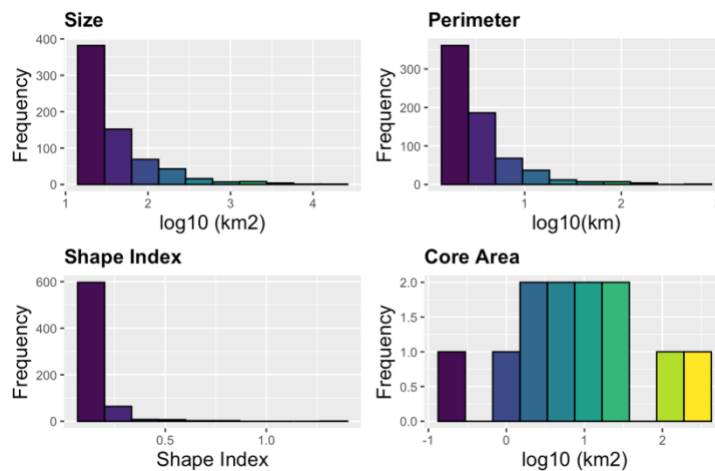 Size
Frequency
400
300
200
100
0
1 2 3 4
log10 (km2)
Perimeter
Frequency
300
200
100
0
1 2
log10(km)
Shape Index
Frequency
600
400
200
0
0.5 1.0
Shape Index
Core Area
Frequency
2.0
1.5
1.0
0.5
0.0
-1 0 1 2
log10 (km2)